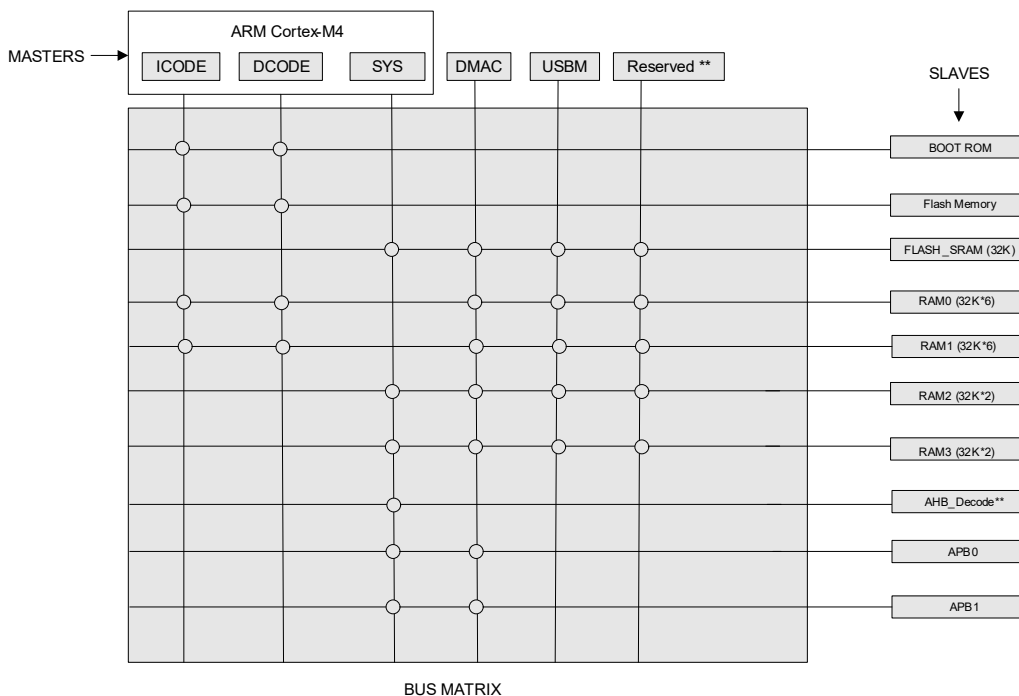 ARM Cortex-M4
MASTERS
ICODE
DCODE
SYS
DMAC
USBM
Reserved **
SLAVES
BOOT ROM
Flash Memory
FLASH_SRAM (32K)
RAM0 (32K*6)
RAM1 (32K*6)
RAM2 (32K*2)
RAM3 (32K*2)
AHB_Decode**
APB0
APB1
BUS MATRIX